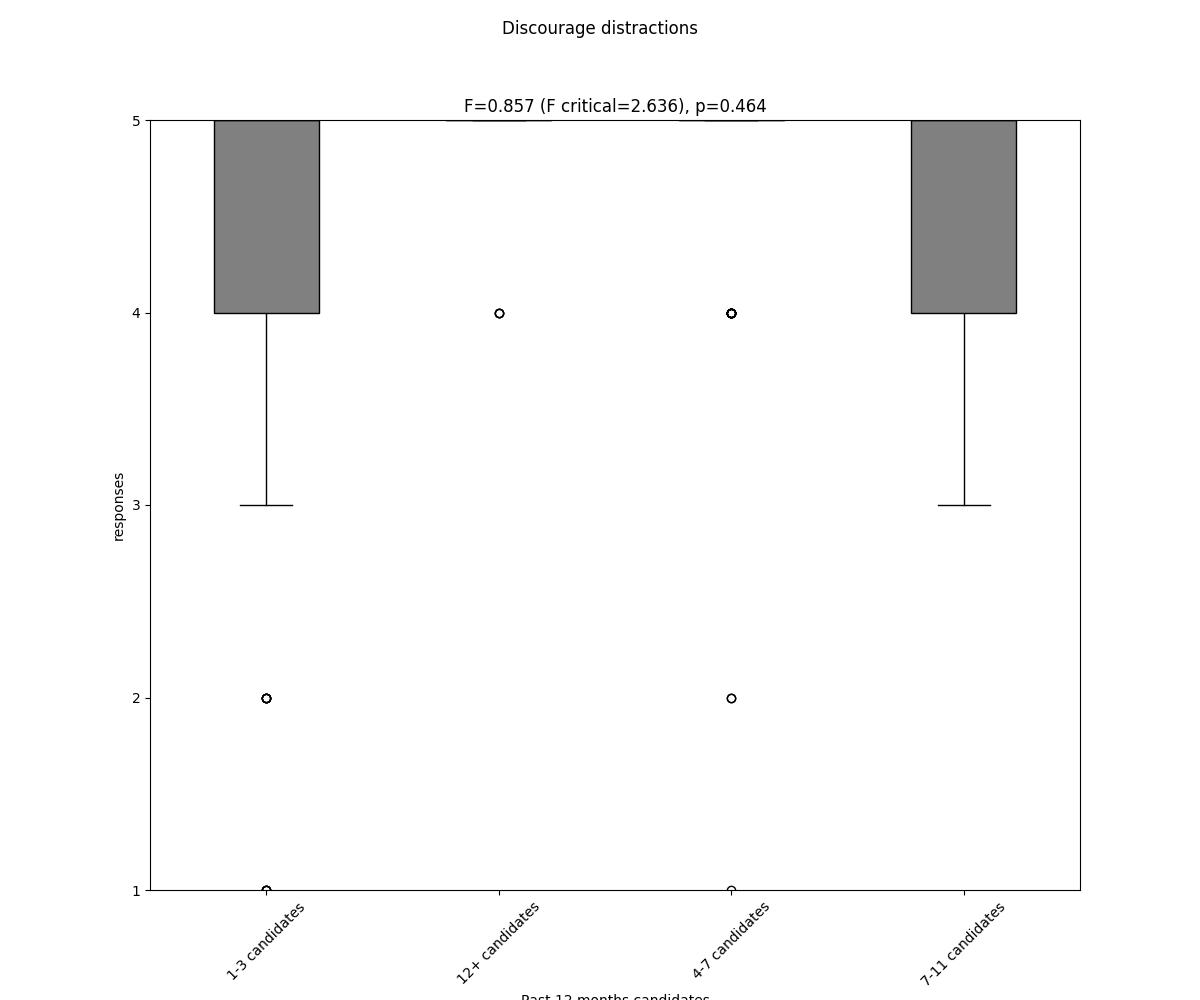 Discourage distractions
F=0.857 (F critical=2.636), p=0.464
5
4
3
2
1
responses
1-3 candidates
12+ candidates
4-7 candidates
7-11 candidates
Past 12 months candidates